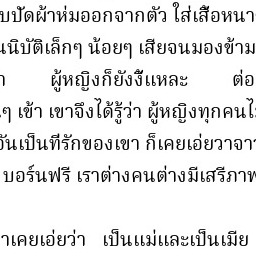 บปัดผ้าห่มออกจากตัว ใส่เสื้อหนา
นนิบัติเล็กๆ น้อยๆ เสียจนมองข้าม
า ผู้หญิงก็ยังงี้แหละ ต่อ
ๆ เข้า เขาจึงได้รู้ว่า ผู้หญิงทุกคนไ
วันเป็นที่รักของเขา ก็เคยเอ่ยวาจา
บอร์นฟรี เราต่างคนต่างมีเสรีภาพ
าเคยเอ่ยว่า เป็นแม่และเป็นเมีย